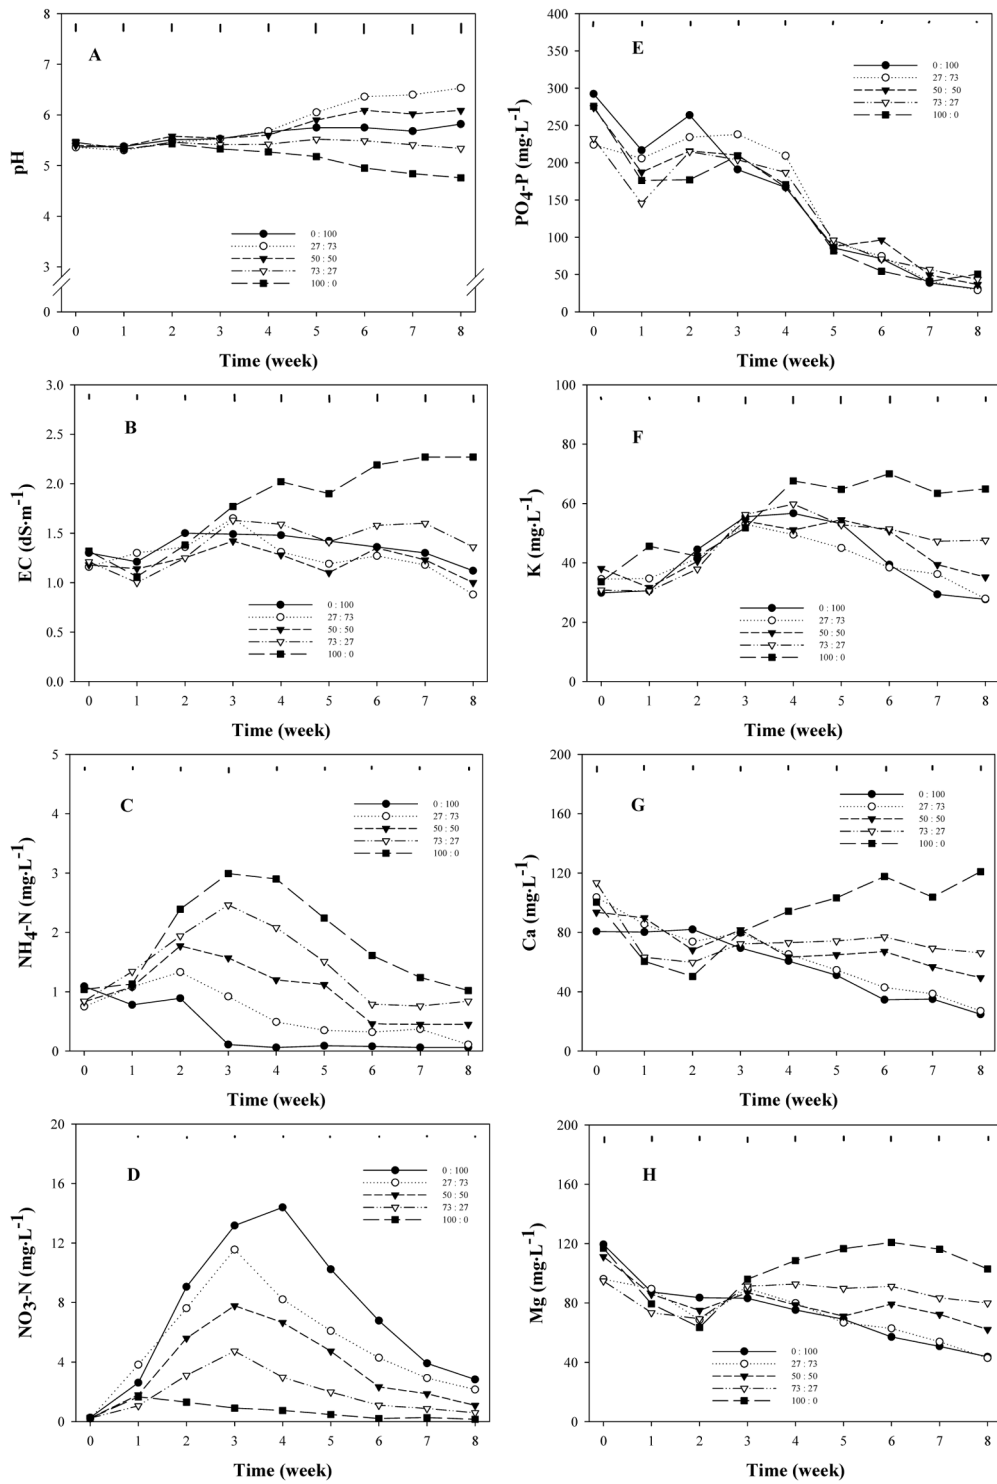 8
7
6
5
4
3
0
pH
A
0 : 100
27 : 73
50 : 50
73 : 27
100 : 0
0 1 2 3 4 5 6 7 8
Time (week)
400
350
300
250
200
150
100
50
0
PO4-P (mg·L-1)
E
0 : 100
27 : 73
50 : 50
73 : 27
100 : 0
0 1 2 3 4 5 6 7 8
Time (week)
3.0
2.5
2.0
1.5
1.0
0.5
0.0
EC (dS·m-1)
B
0 : 100
27 : 73
50 : 50
73 : 27
100 : 0
0 1 2 3 4 5 6 7 8
Time (week)
100
80
60
40
20
0
K (mg·L-1)
F
0 : 100
27 : 73
50 : 50
73 : 27
100 : 0
0 1 2 3 4 5 6 7 8
Time (week)
5
4
3
2
1
0
NH4-N (mg·L-1)
C
0 : 100
27 : 73
50 : 50
73 : 27
100 : 0
0 1 2 3 4 5 6 7 8
Time (week)
200
160
120
80
40
0
Ca (mg·L-1)
G
0 : 100
27 : 73
50 : 50
73 : 27
100 : 0
0 1 2 3 4 5 6 7 8
Time (week)
20
16
12
8
4
0
NO3-N (mg·L-1)
D
0 : 100
27 : 73
50 : 50
73 : 27
100 : 0
0 1 2 3 4 5 6 7 8
Time (week)
200
160
120
80
40
0
Mg (mg·L-1)
H
0 : 100
27 : 73
50 : 50
73 : 27
100 : 0
0 1 2 3 4 5 6 7 8
Time (week)